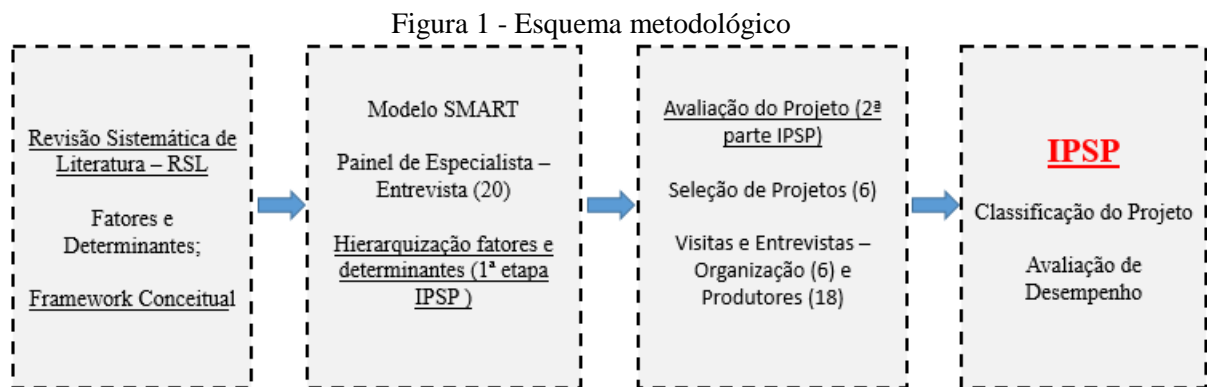 Figura 1 - Esquema metodológico
Revisão Sistemática de
Literatura – RSL
Fatores e
Determinantes;
Framework Conceitual
Modelo SMART
Painel de Especialista –
Entrevista (20)
Hierarquização fatores e
determinantes (1ª etapa
IPSP )
Avaliação do Projeto (2ª
parte IPSP)
Seleção de Projetos (6)
Visitas e Entrevistas –
Organização (6) e
Produtores (18)
IPSP
Classificação do Projeto
Avaliação de
Desempenho